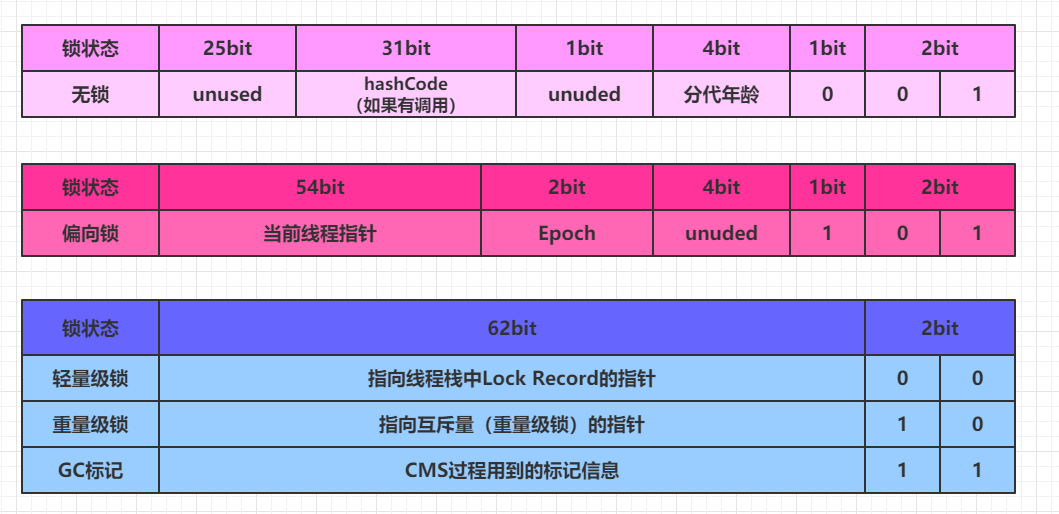 锁状态 25bit 31bit 1bit 4bit 1bit 2bit
无锁 unused hashCode（如果有调用） unuded 分代年龄 0 0 1
锁状态 54bit 2bit 4bit 1bit 2bit
偏向锁 当前线程指针 Epoch unuded 1 0 1
锁状态 62bit 2bit
轻量级锁 指向线程栈中Lock Record的指针 0 0
重量级锁 指向互斥量（重量级锁）的指针 1 0
GC标记 CMS过程用到的标记信息 1 1